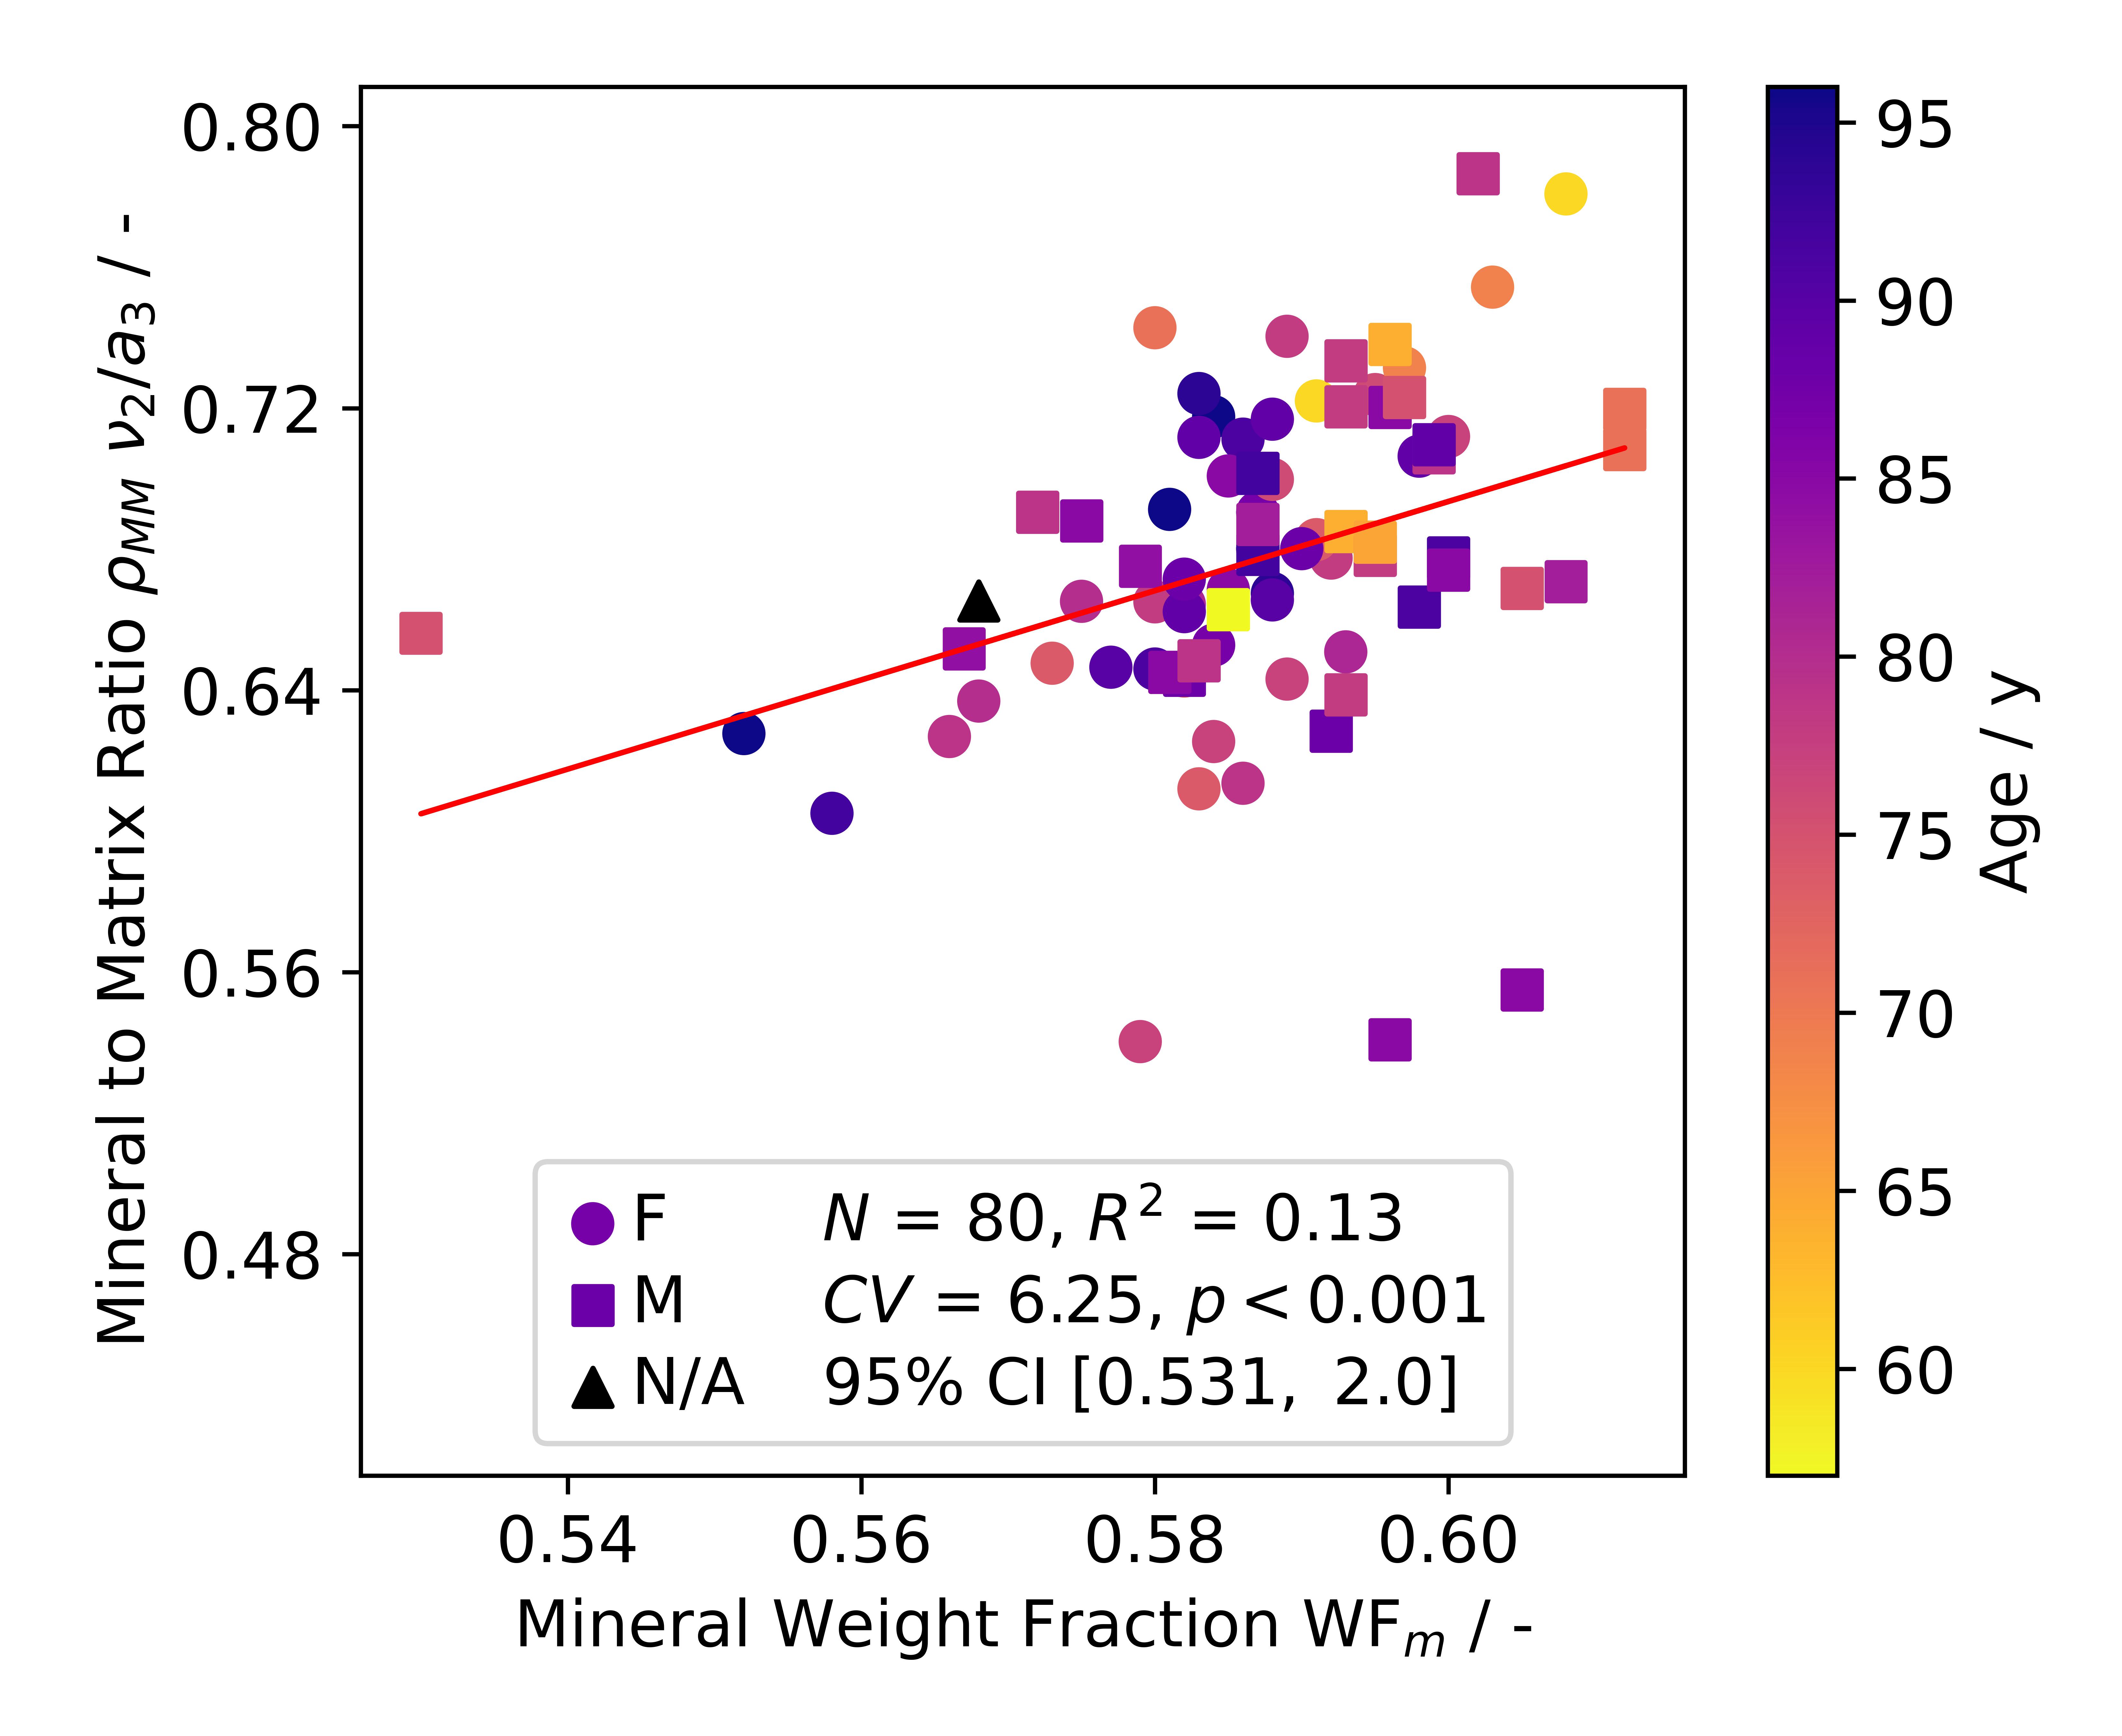 0.80
0.72
0.64
0.56
0.48
Mineral to Matrix Ratio ρ_MM ν₂/a₃ / -
F
M
N/A
N = 80, R² = 0.13
CV = 6.25, p < 0.001
95% CI [0.531, 2.0]
0.54 0.56 0.58 0.60
Mineral Weight Fraction WFₘ / -
95
90
85
80
75
70
65
60
Age / y